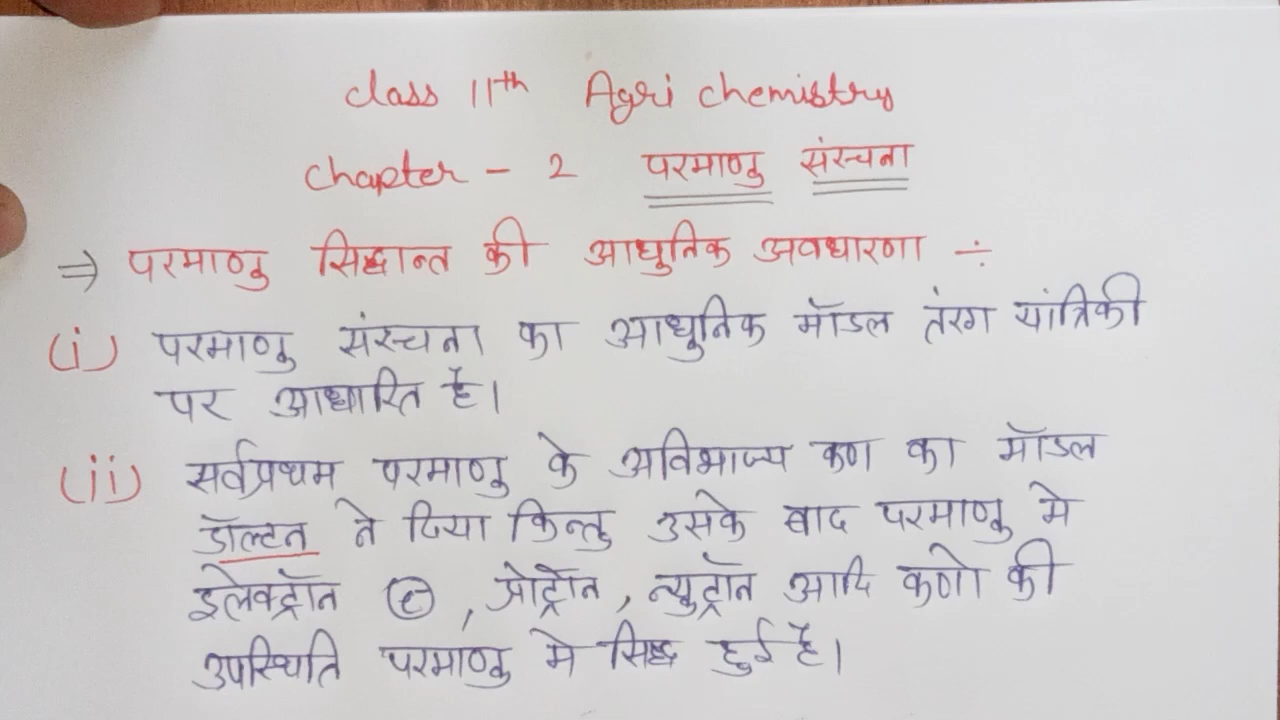 class 11th Agri chemistry
Chapter - 2 परमाणु संरचना
⇒ परमाणु सिद्धान्त की आधुनिक अवधारणा ÷
(i) परमाणु संरचना का आधुनिक मॉडल तंरग यांत्रिकी
पर आधारित है।
(ii) सर्वप्रथम परमाणु के अविभाज्य कण का मॉडल
डॉल्टन ने दिया किन्तु उसके बाद परमाणु मे
इलेक्ट्रॉन (e), प्रोट्रॉन, न्युट्रॉन आदि कणो की
उपस्थिति परमाणु मे सिद्ध हुई है।